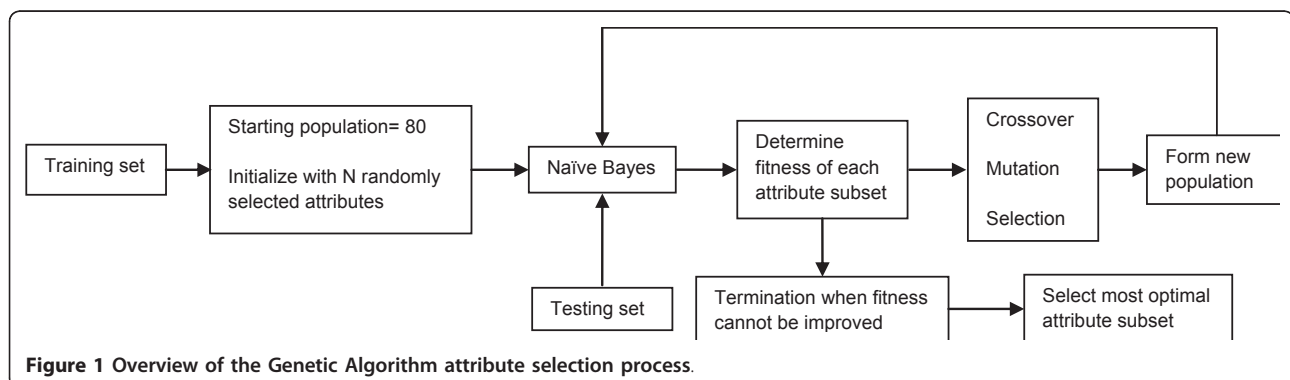 Training set
Starting population= 80
Initialize with N randomly
selected attributes
Naïve Bayes
Testing set
Determine
fitness of each
attribute subset
Crossover
Mutation
Selection
Form new
population
Termination when fitness
cannot be improved
Select most optimal
attribute subset
Figure 1 Overview of the Genetic Algorithm attribute selection process.